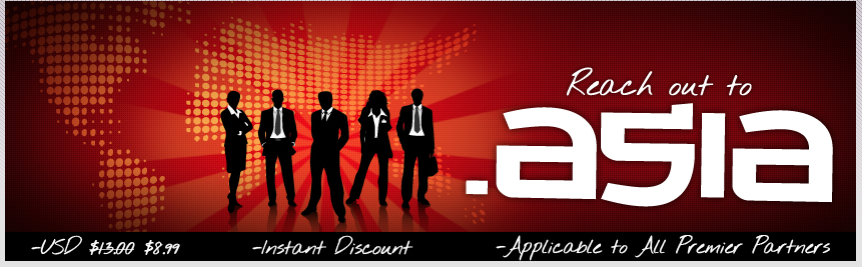 Reach out to
.asia
-USD $13.00 $8.99
-Instant Discount
-Applicable to All Premier Partners